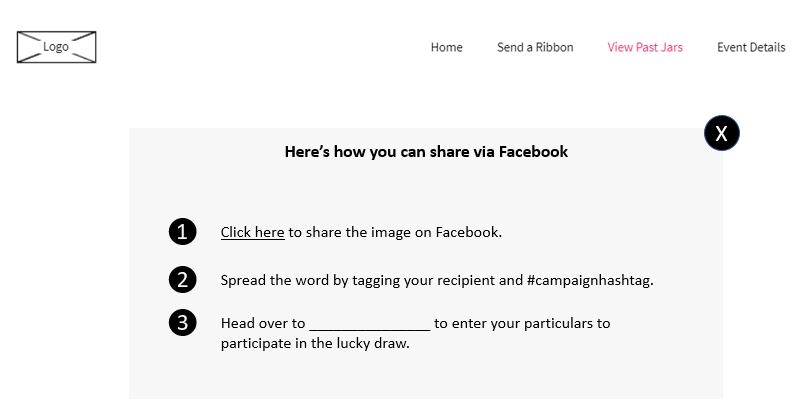 Logo
Home Send a Ribbon View Past Jars Event Details
X
Here’s how you can share via Facebook
1 Click here to share the image on Facebook.
2 Spread the word by tagging your recipient and #campaignhashtag.
3 Head over to ________________ to enter your particulars to
participate in the lucky draw.